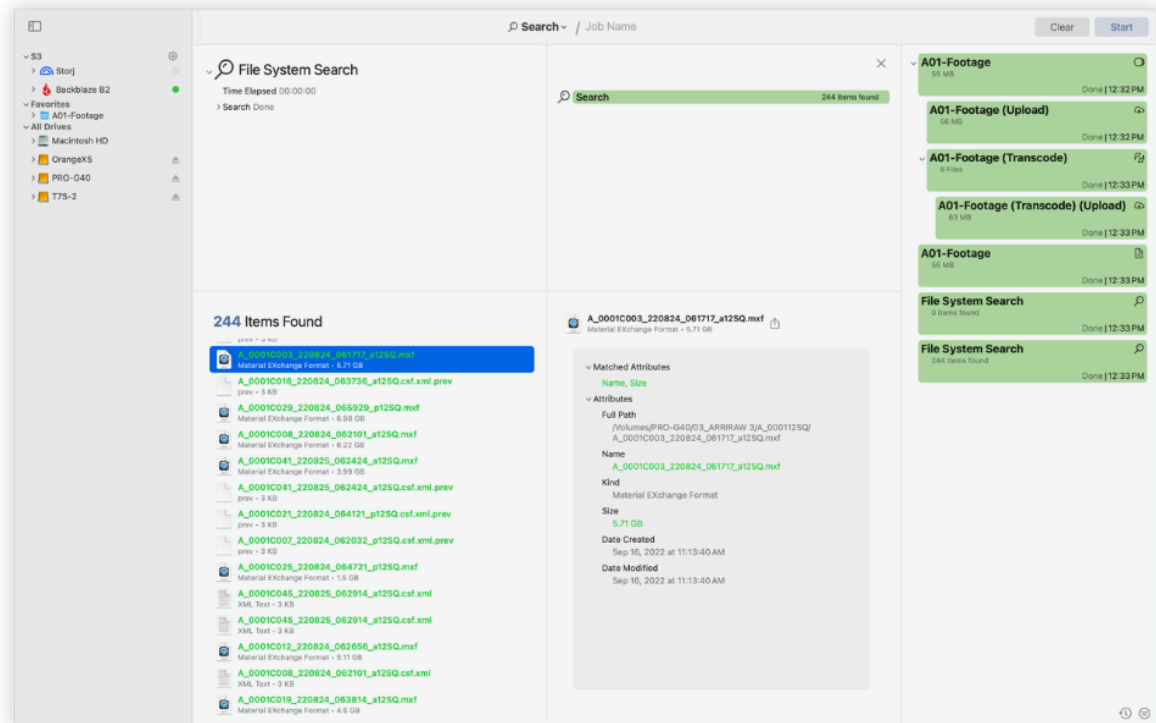 Search
/ Job Name
Clear
Start
S3
Storj
Backblaze B2
Favorites
A01-Footage
All Drives
Macintosh HD
OrangeX5
PRO-G40
T7S-2
File System Search
Time Elapsed 00:00:00
Search Done
Search
244 Items found
244 Items Found
prev - 3 KB
A_0001C003_220824_061717_a12SQ.mxf
Material EXchange Format - 5.71 GB
A_0001C018_220824_063736_a12SQ.csf.xml.prev
prev - 3 KB
A_0001C029_220824_065929_p12SQ.mxf
Material EXchange Format - 6.98 GB
A_0001C008_220824_062101_a12SQ.mxf
Material EXchange Format - 6.22 GB
A_0001C041_220825_062424_a12SQ.mxf
Material EXchange Format - 3.99 GB
A_0001C041_220825_062424_a12SQ.csf.xml.prev
prev - 3 KB
A_0001C021_220824_064121_p12SQ.csf.xml.prev
prev - 3 KB
A_0001C007_220824_062032_p12SQ.csf.xml.prev
prev - 3 KB
A_0001C025_220824_064721_p12SQ.mxf
Material EXchange Format - 1.5 GB
A_0001C045_220825_062914_a12SQ.csf.xml
XML Text - 3 KB
A_0001C045_220825_062914_a12SQ.csf.xml
XML Text - 3 KB
A_0001C012_220824_062656_a12SQ.mxf
Material EXchange Format - 5.11 GB
A_0001C008_220824_062101_a12SQ.csf.xml
XML Text - 3 KB
A_0001C019_220824_063814_a12SQ.mxf
Material EXchange Format - 4.5 GB
A_0001C003_220824_061717_a12SQ.mxf
Material EXchange Format • 5.71 GB
Matched Attributes
Name, Size
Attributes
Full Path
/Volumes/PRO-G40/03_ARRIRAW 3/A_000112SQ/
A_0001C003_220824_061717_a12SQ.mxf
Name
A_0001C003_220824_061717_a12SQ.mxf
Kind
Material EXchange Format
Size
5.71 GB
Date Created
Sep 16, 2022 at 11:13:40 AM
Date Modified
Sep 16, 2022 at 11:13:40 AM
A01-Footage
56 MB
Done | 12:32 PM
A01-Footage (Upload)
56 MB
Done | 12:32 PM
A01-Footage (Transcode)
Files
Done | 12:33 PM
A01-Footage (Transcode) (Upload)
83 MB
Done | 12:33 PM
A01-Footage
56 MB
Done | 12:33 PM
File System Search
0 Items found
Done | 12:33 PM
File System Search
244 Items found
Done | 12:33 PM